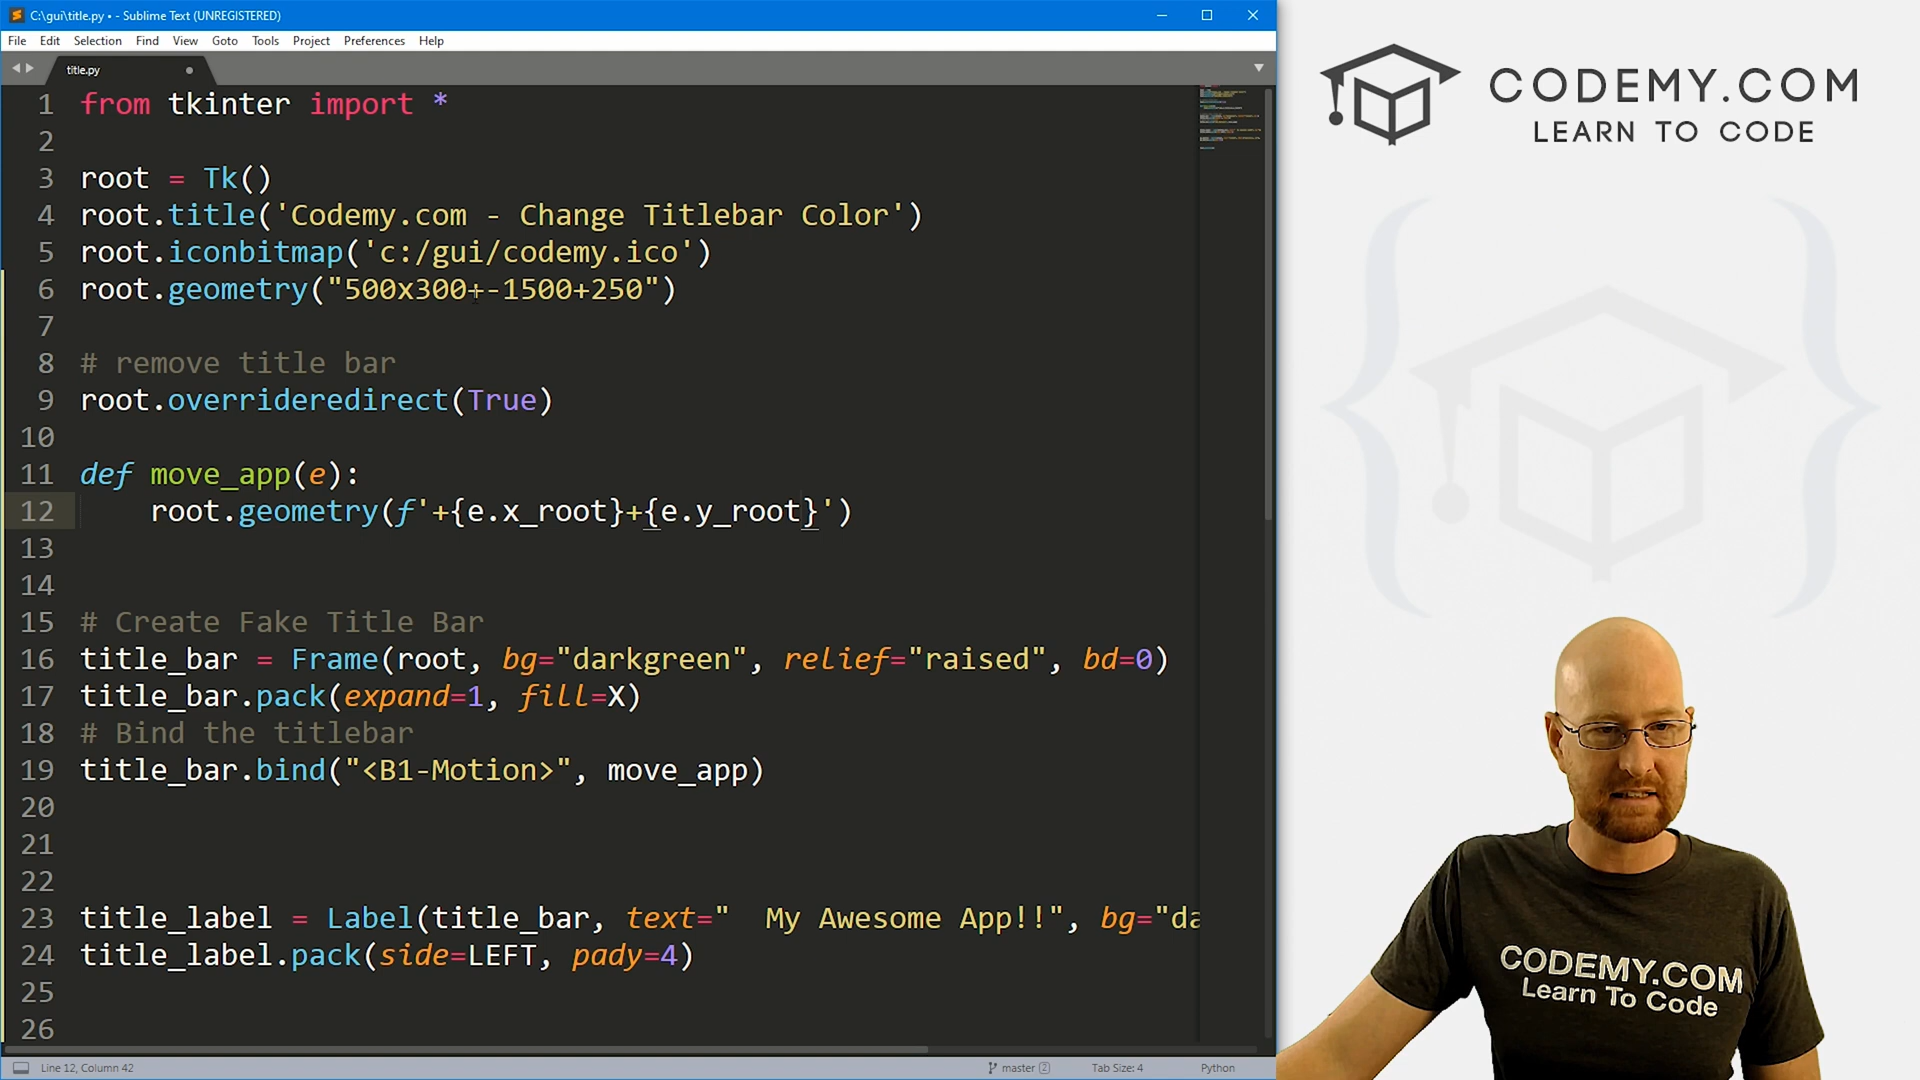 C:\gui\title.py • - Sublime Text (UNREGISTERED)
File Edit Selection Find View Goto Tools Project Preferences Help
title.py
1 from tkinter import *
2
3 root = Tk()
4 root.title('Codemy.com - Change Titlebar Color')
5 root.iconbitmap('c:/gui/codemy.ico')
6 root.geometry("500x300+-1500+250")
7
8 # remove title bar
9 root.overrideredirect(True)
10
11 def move_app(e):
12 root.geometry(f'+{e.x_root}+{e.y_root}')
13
14
15 # Create Fake Title Bar
16 title_bar = Frame(root, bg="darkgreen", relief="raised", bd=0)
17 title_bar.pack(expand=1, fill=X)
18 # Bind the titlebar
19 title_bar.bind("<B1-Motion>", move_app)
20
21
22
23 title_label = Label(title_bar, text="  My Awesome App!!", bg="da
24 title_label.pack(side=LEFT, pady=4)
25
26
Line 12, Column 42
master 2
Tab Size: 4
Python
CODEMY.COM
LEARN TO CODE
CODEMY.COM
Learn To Code